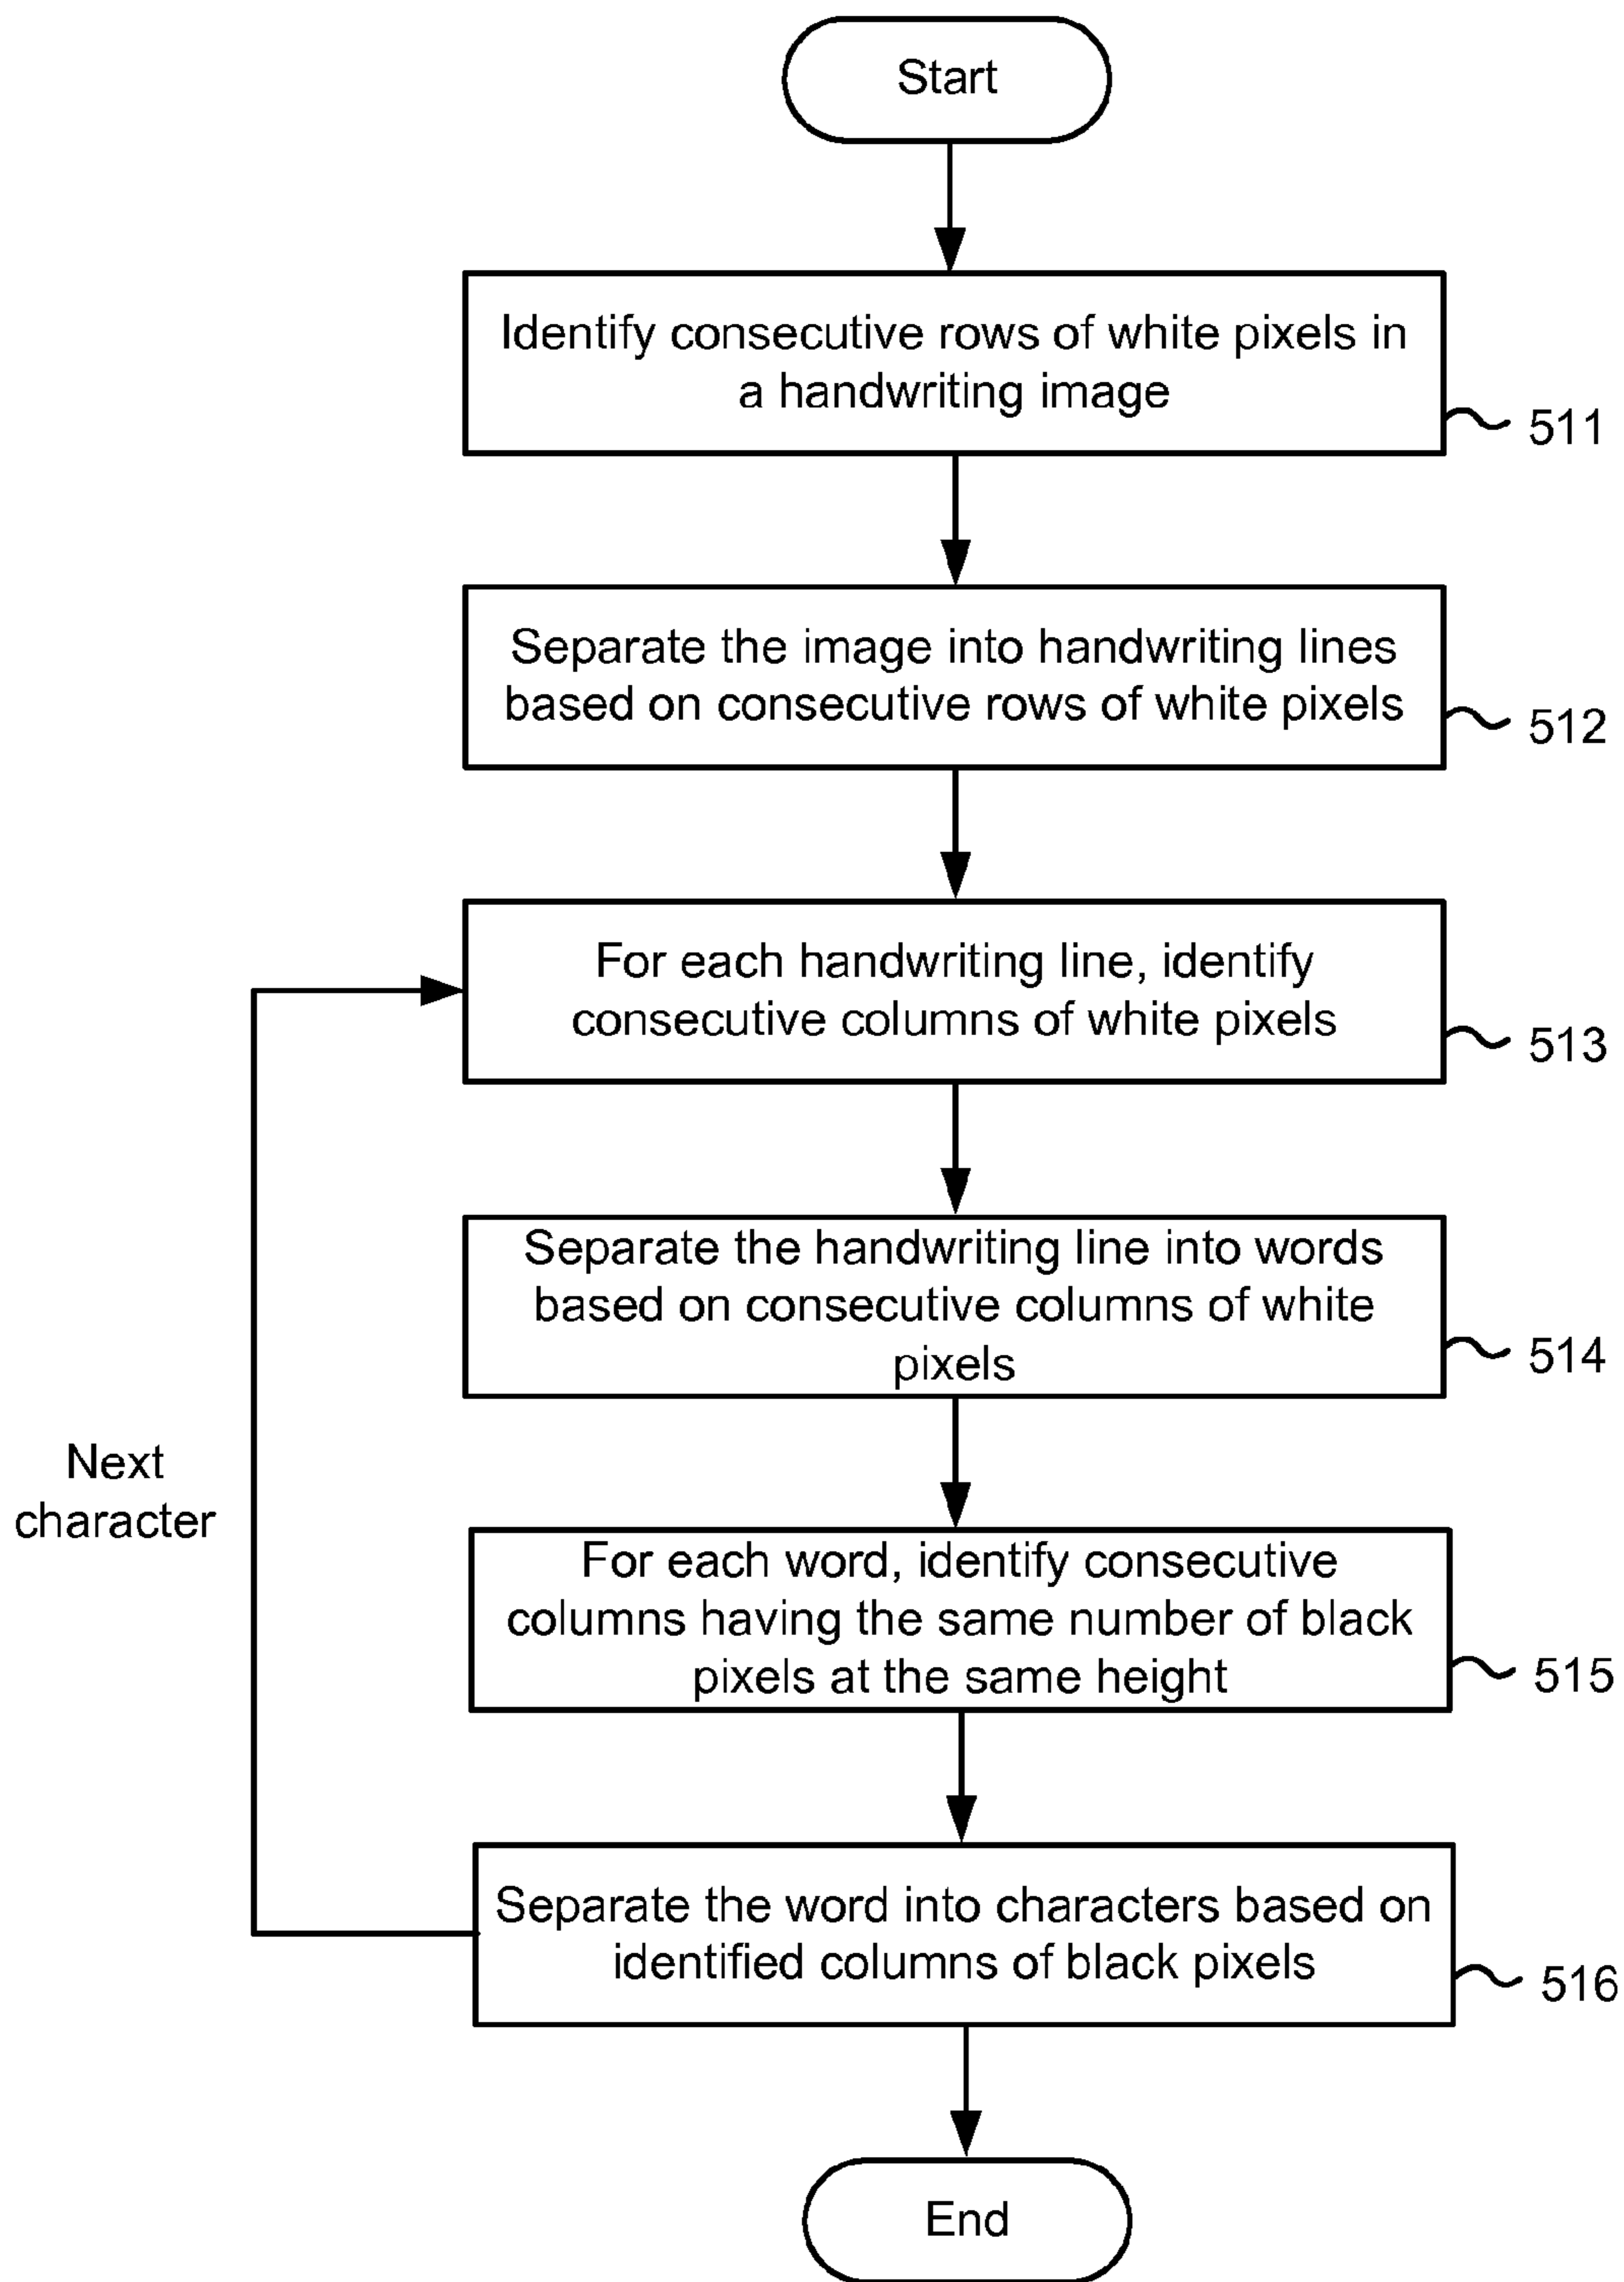 Start
Identify consecutive rows of white pixels in
a handwriting image
511
Separate the image into handwriting lines
based on consecutive rows of white pixels
512
For each handwriting line, identify
consecutive columns of white pixels
513
Separate the handwriting line into words
based on consecutive columns of white
pixels
514
Next
character
For each word, identify consecutive
columns having the same number of black
pixels at the same height
515
Separate the word into characters based on
identified columns of black pixels
516
End